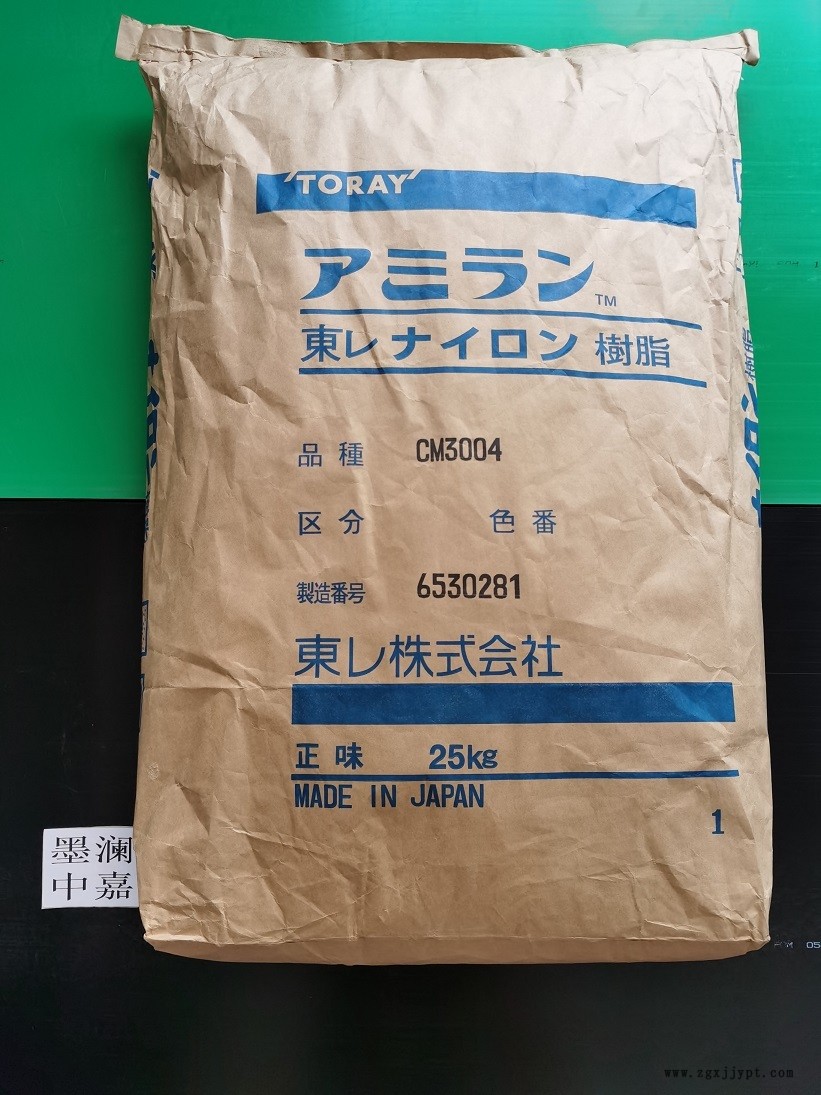 TORAY
アミラン TM
東レ ナイロン 樹脂
品種 CM3004
区分 色番
製造番号 6530281
東レ株式会社
正味 25kg
MADE IN JAPAN
1
墨澜
中嘉
www.zgxjjypt.com